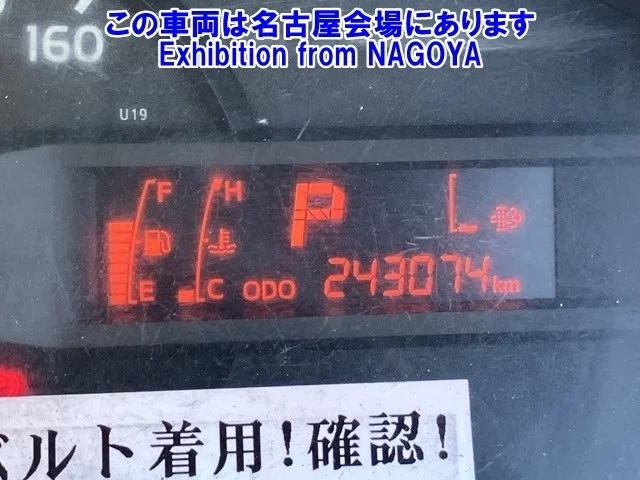 この車両は名古屋会場にあります
Exhibition from NAGOYA
160
U19
F H P L
E C ODO 243074km
ベルト着用!確認!